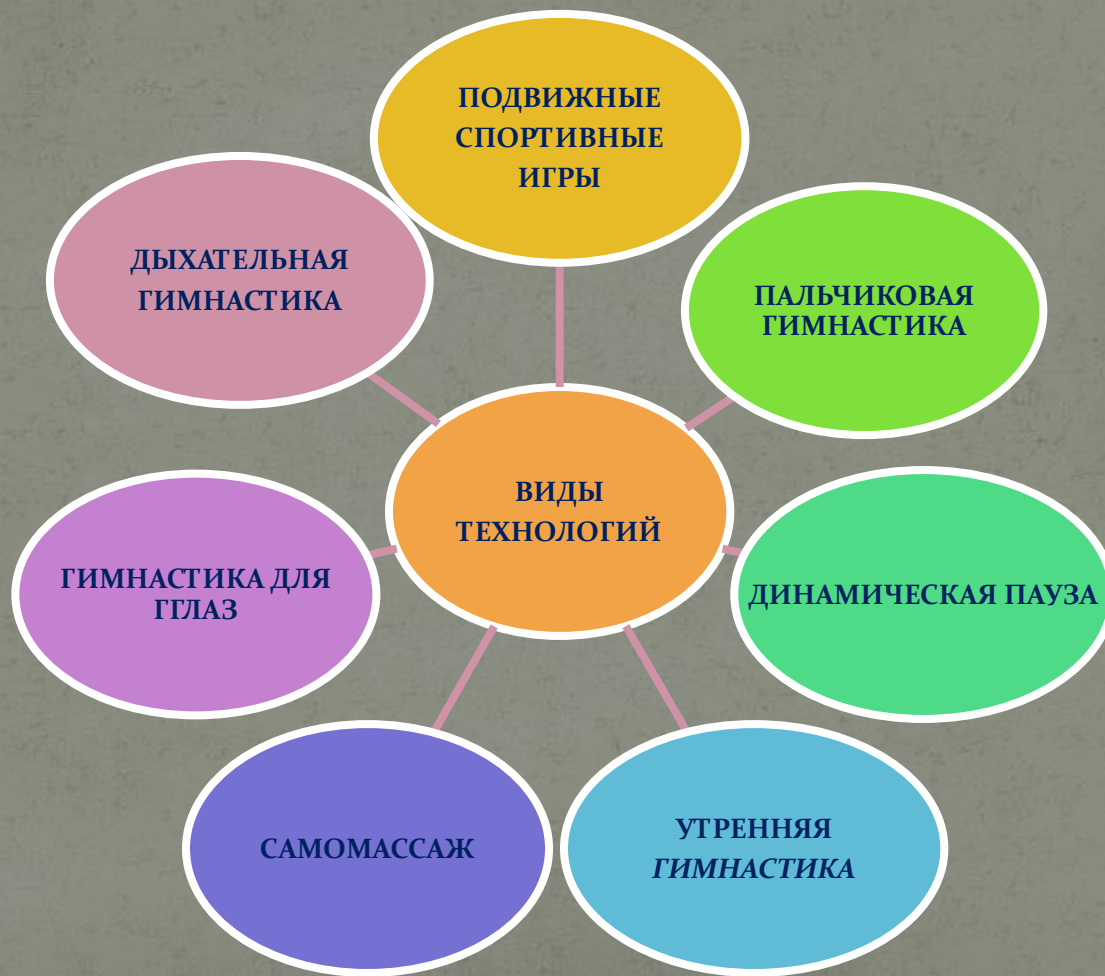 ПОДВИЖНЫЕ
СПОРТИВНЫЕ
ИГРЫ
ДЫХАТЕЛЬНАЯ
ГИМНАСТИКА
ПАЛЬЧИКОВАЯ
ГИМНАСТИКА
ВИДЫ
ТЕХНОЛОГИЙ
ГИМНАСТИКА ДЛЯ
ГГЛАЗ
ДИНАМИЧЕСКАЯ ПАУЗА
САМОМАССАЖ
УТРЕННЯЯ
ГИМНАСТИКА